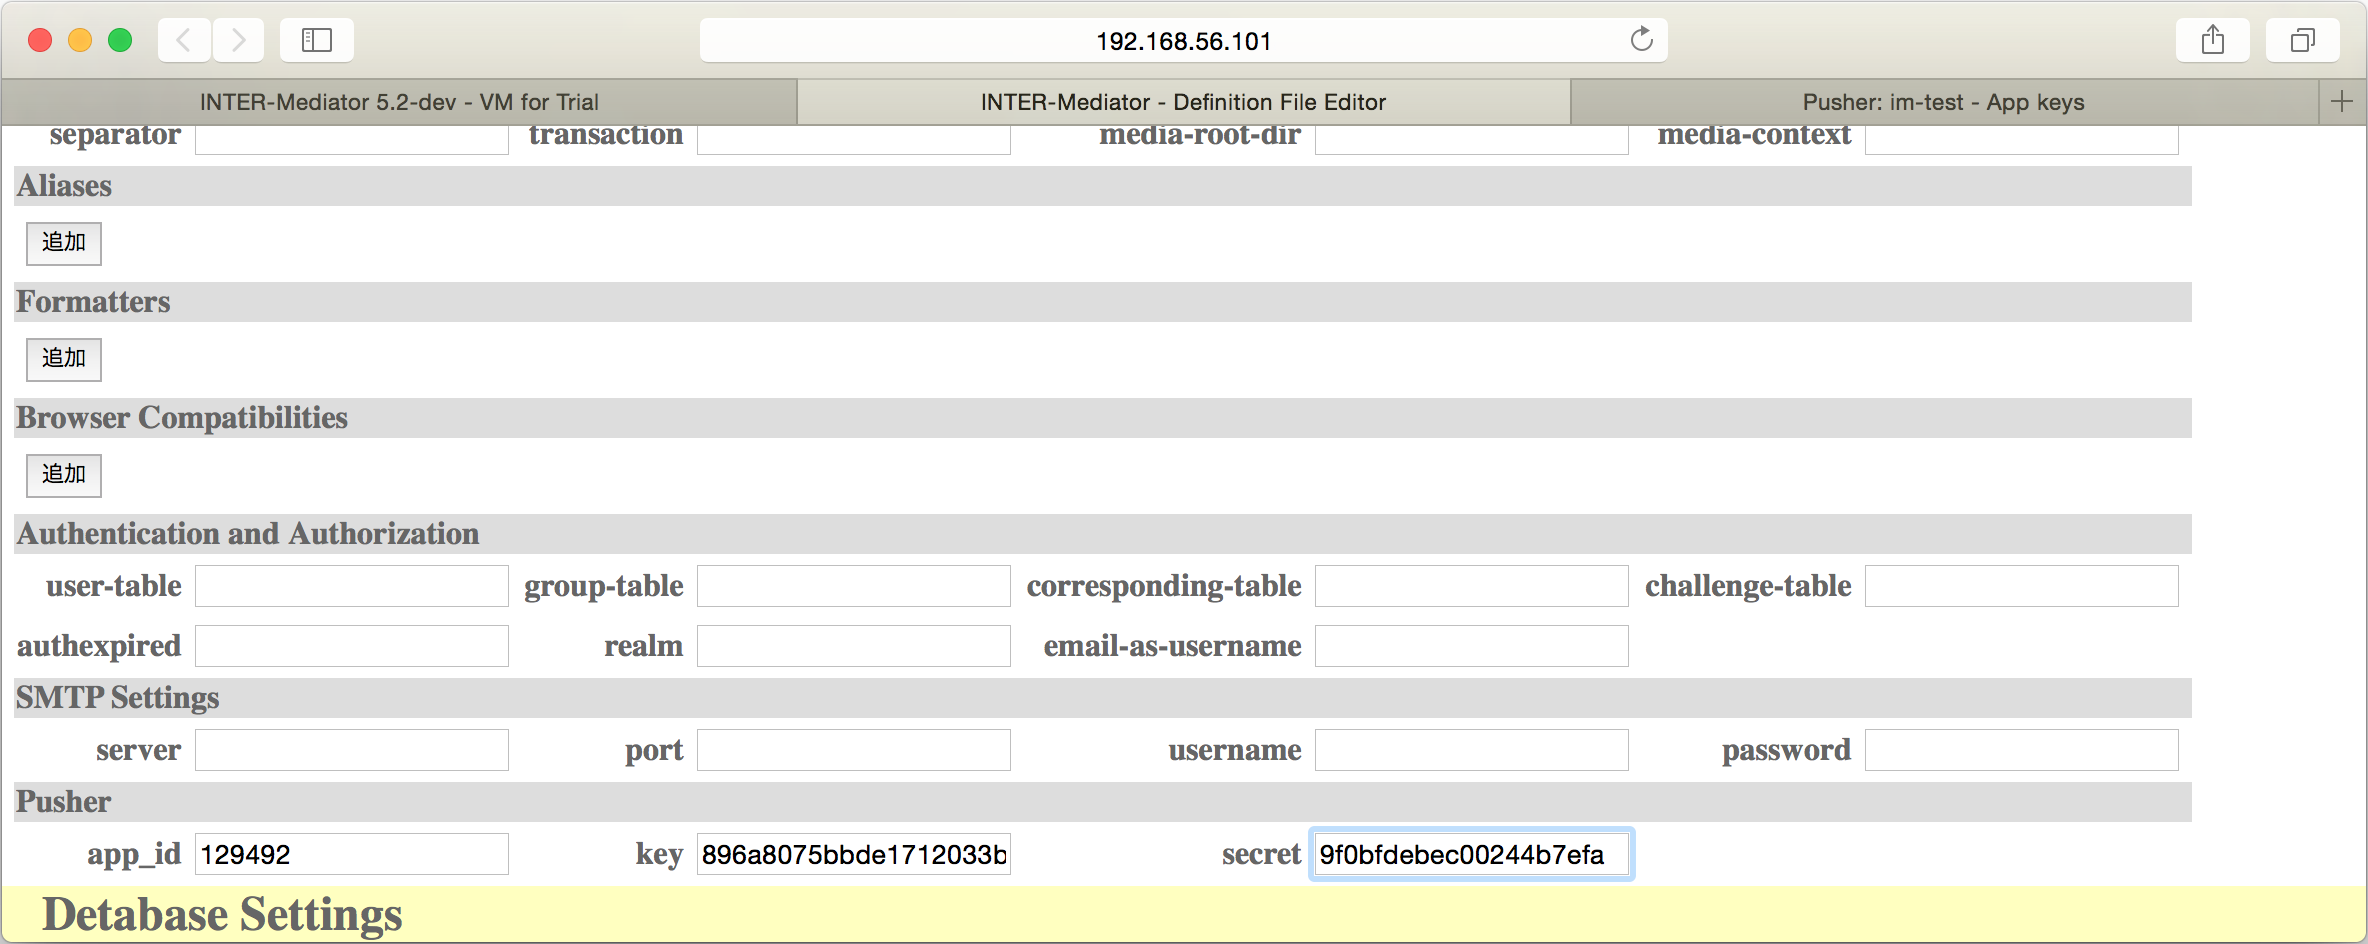 192.168.56.101
INTER-Mediator 5.2-dev - VM for Trial
INTER-Mediator - Definition File Editor
Pusher: im-test - App keys
separator transaction media-root-dir media-context
Aliases
追加
Formatters
追加
Browser Compatibilities
追加
Authentication and Authorization
user-table group-table corresponding-table challenge-table
authexpired realm email-as-username
SMTP Settings
server port username password
Pusher
app_id 129492 key 896a8075bbde1712033b secret 9f0bfdebec00244b7efa
Detabase Settings